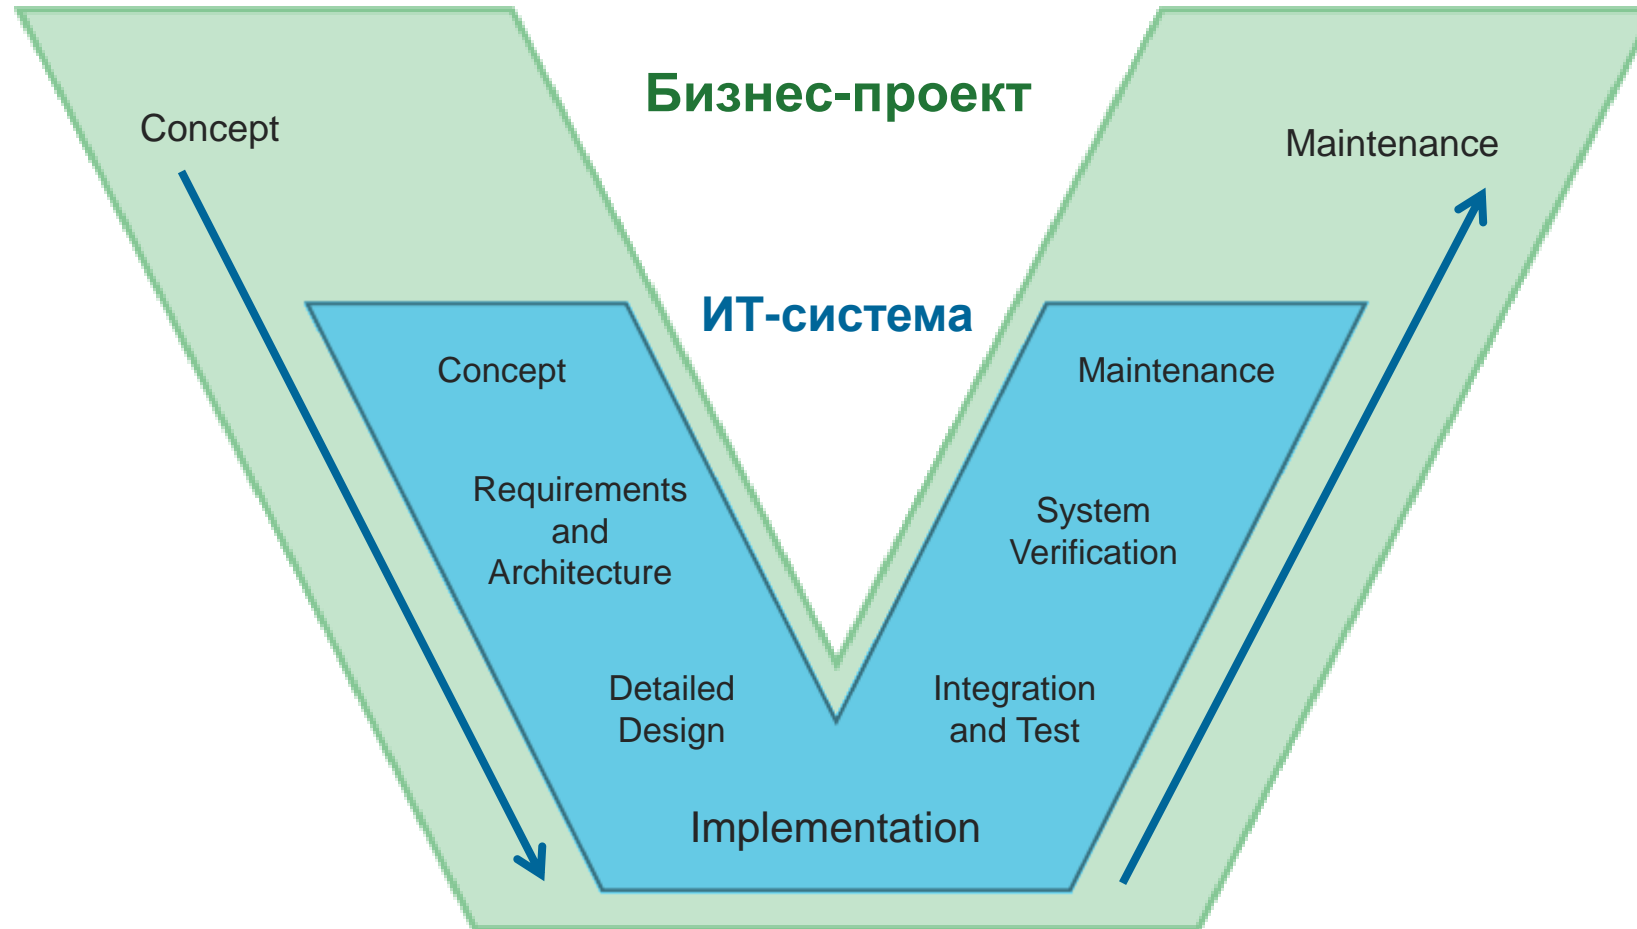 Бизнес-проект
Concept
Maintenance
ИТ-система
Concept
Maintenance
Requirements
and
Architecture
System
Verification
Detailed
Design
Integration
and Test
Implementation